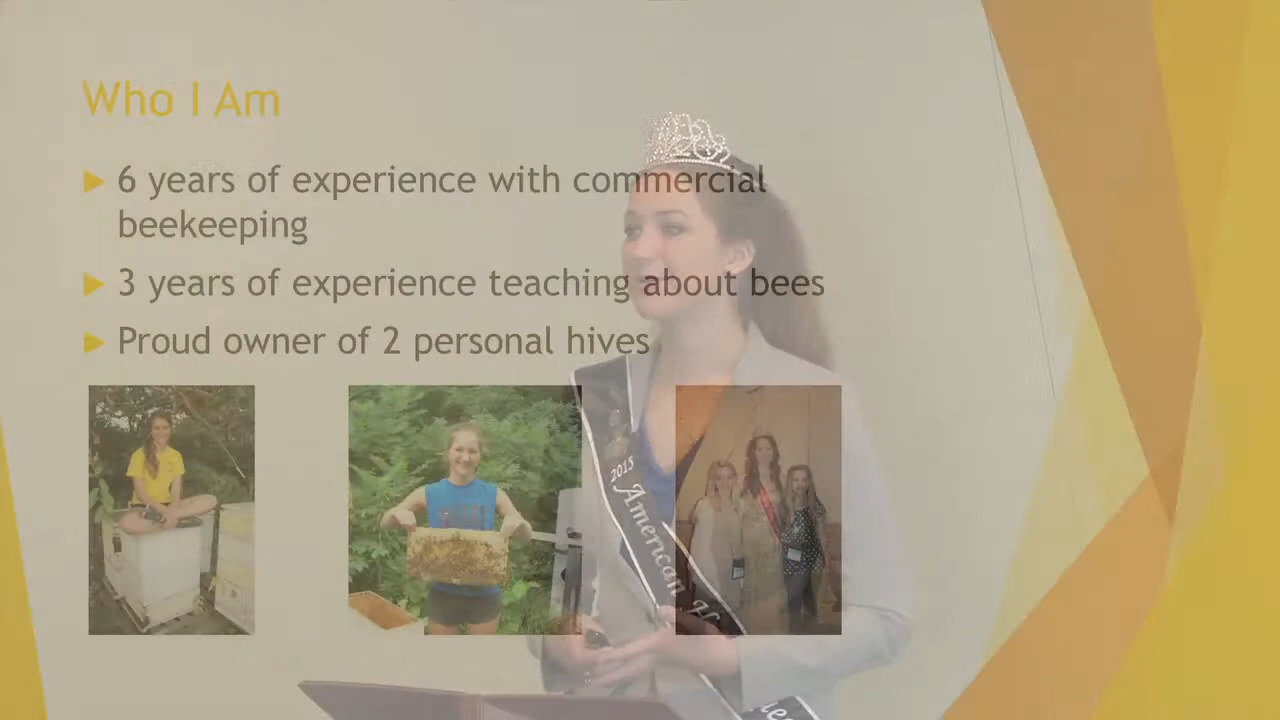 Who I Am
6 years of experience with commercial
beekeeping
3 years of experience teaching about bees
Proud owner of 2 personal hives
2015
American